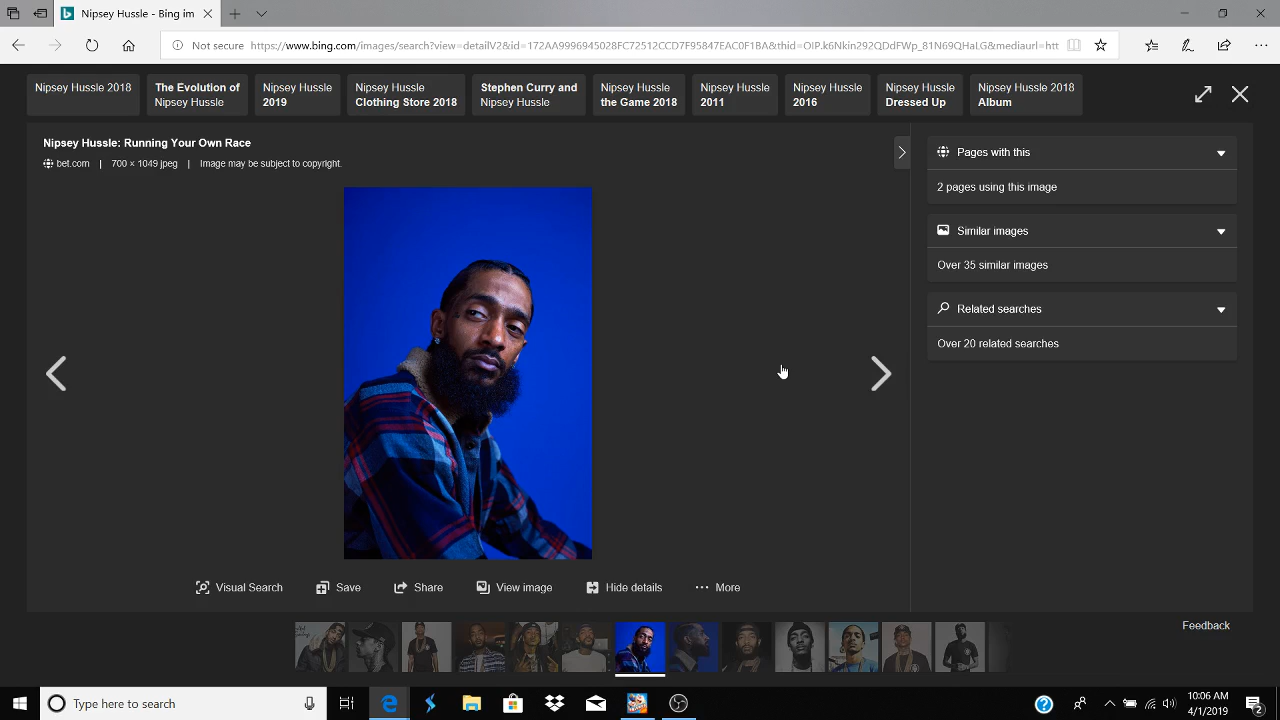 Nipsey Hussle - Bing im
Not secure
https://www.bing.com/images/search?view=detailV2&id=172AA9996945028FC72512CCD7F95847EAC0F1BA&thid=OIP.k6Nkin292QDdFWp_81N69QHaLG&mediaurl=htt
Nipsey Hussle 2018
The Evolution of
Nipsey Hussle
Nipsey Hussle
2019
Nipsey Hussle
Clothing Store 2018
Stephen Curry and
Nipsey Hussle
Nipsey Hussle
the Game 2018
Nipsey Hussle
2011
Nipsey Hussle
2016
Nipsey Hussle
Dressed Up
Nipsey Hussle 2018
Album
Nipsey Hussle: Running Your Own Race
bet.com | 700 × 1049 jpeg | Image may be subject to copyright.
Pages with this
2 pages using this image
Similar images
Over 35 similar images
Related searches
Over 20 related searches
Visual Search
Save
Share
View image
Hide details
More
Feedback
Type here to search
10:06 AM
4/1/2019
2